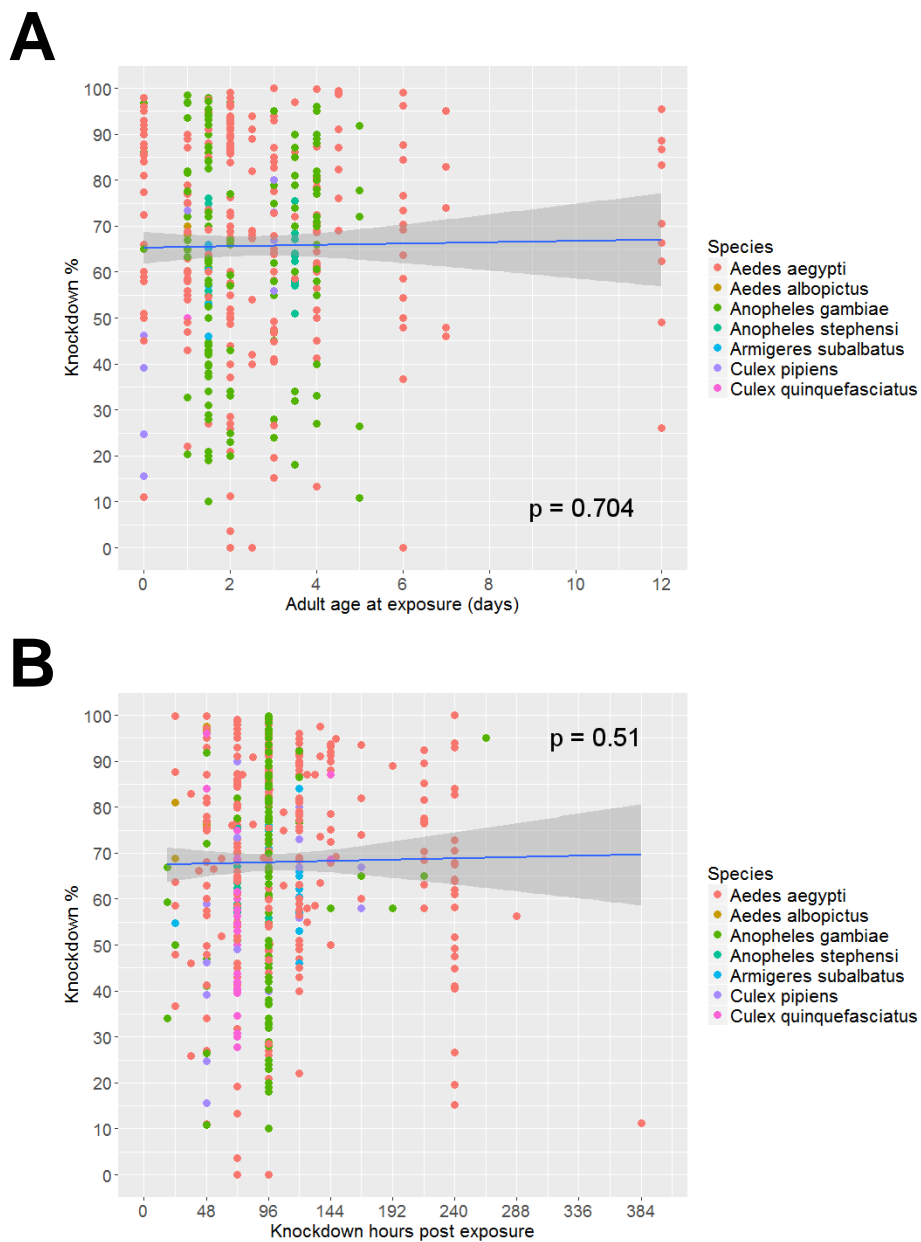 A
100
90
80
70
60
50
40
30
20
10
0
Knockdown %
p = 0.704
0 2 4 6 8 10 12
Adult age at exposure (days)
Species
Aedes aegypti
Aedes albopictus
Anopheles gambiae
Anopheles stephensi
Armigeres subalbatus
Culex pipiens
Culex quinquefasciatus
B
100
90
80
70
60
50
40
30
20
10
0
Knockdown %
p = 0.51
0 48 96 144 192 240 288 336 384
Knockdown hours post exposure
Species
Aedes aegypti
Aedes albopictus
Anopheles gambiae
Anopheles stephensi
Armigeres subalbatus
Culex pipiens
Culex quinquefasciatus